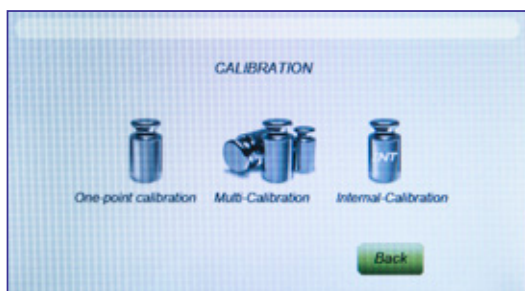 CALIBRATION
INT
One-point calibration Multi-Calibration Internal-Calibration
Back